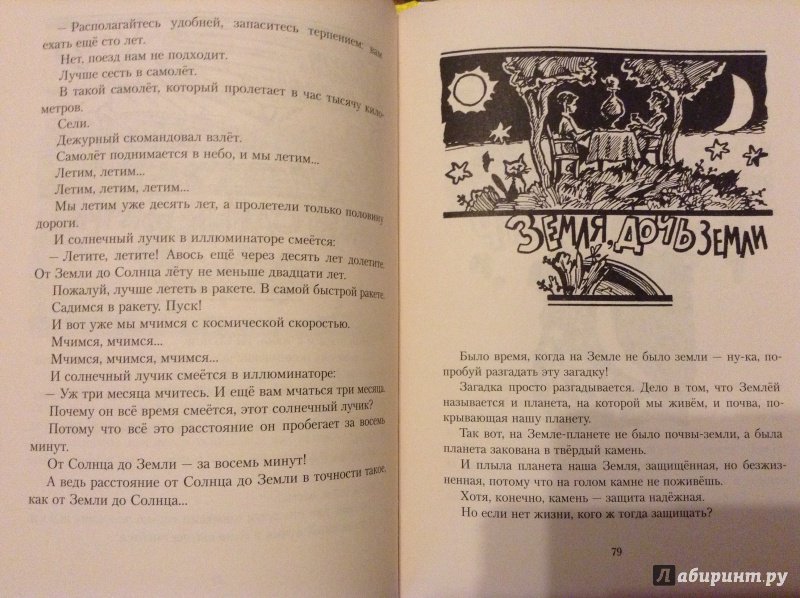 — Располагайтесь удобней, запаситесь терпением: вам
ехать ещё сто лет.
Нет, поезд нам не подходит.
Лучше сесть в самолёт.
В такой самолёт, который пролетает в час тысячу кило-
метров.
Сели.
Дежурный скомандовал взлёт.
Самолёт поднимается в небо, и мы летим...
Летим, летим...
Летим, летим, летим...
Мы летим уже десять лет, а пролетели только половину
дороги.
И солнечный лучик в иллюминаторе смеётся:
— Летите, летите! Авось ещё через десять лет долетите.
От Земли до Солнца лёту не меньше двадцати лет.
Пожалуй, лучше лететь в ракете. В самой быстрой ракете.
Садимся в ракету. Пуск!
И вот уже мы мчимся с космической скоростью.
Мчимся, мчимся...
Мчимся, мчимся, мчимся...
И солнечный лучик смеётся в иллюминаторе:
— Уж три месяца мчитесь. И ещё вам мчаться три месяца.
Почему он всё время смеётся, этот солнечный лучик?
Потому что всё это расстояние он пробегает за восемь
минут.
От Солнца до Земли — за восемь минут!
А ведь расстояние от Солнца до Земли в точности такое,
как от Земли до Солнца...
ЗЕМЛЯ, ДОЧЬ ЗЕМЛИ
Было время, когда на Земле не было земли — ну-ка, по-
пробуй разгадать эту загадку!
Загадка просто разгадывается. Дело в том, что Землёй
называется и планета, на которой мы живём, и почва, по-
крывающая нашу планету.
Так вот, на Земле-планете не было почвы-земли, а была
планета закована в твёрдый камень.
И плыла планета наша Земля, защищённая, но безжиз-
ненная, потому что на голом камне не поживёшь.
Хотя, конечно, камень — защита надёжная.
Но если нет жизни, кого ж тогда защищать?
79
Лабиринт.ру